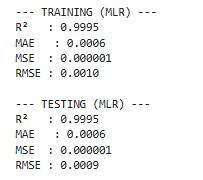 --- TRAINING (MLR) ---
R²   : 0.9995
MAE   : 0.0006
MSE  : 0.000001
RMSE : 0.0010

--- TESTING (MLR) ---
R²   : 0.9995
MAE   : 0.0006
MSE  : 0.000001
RMSE : 0.0009